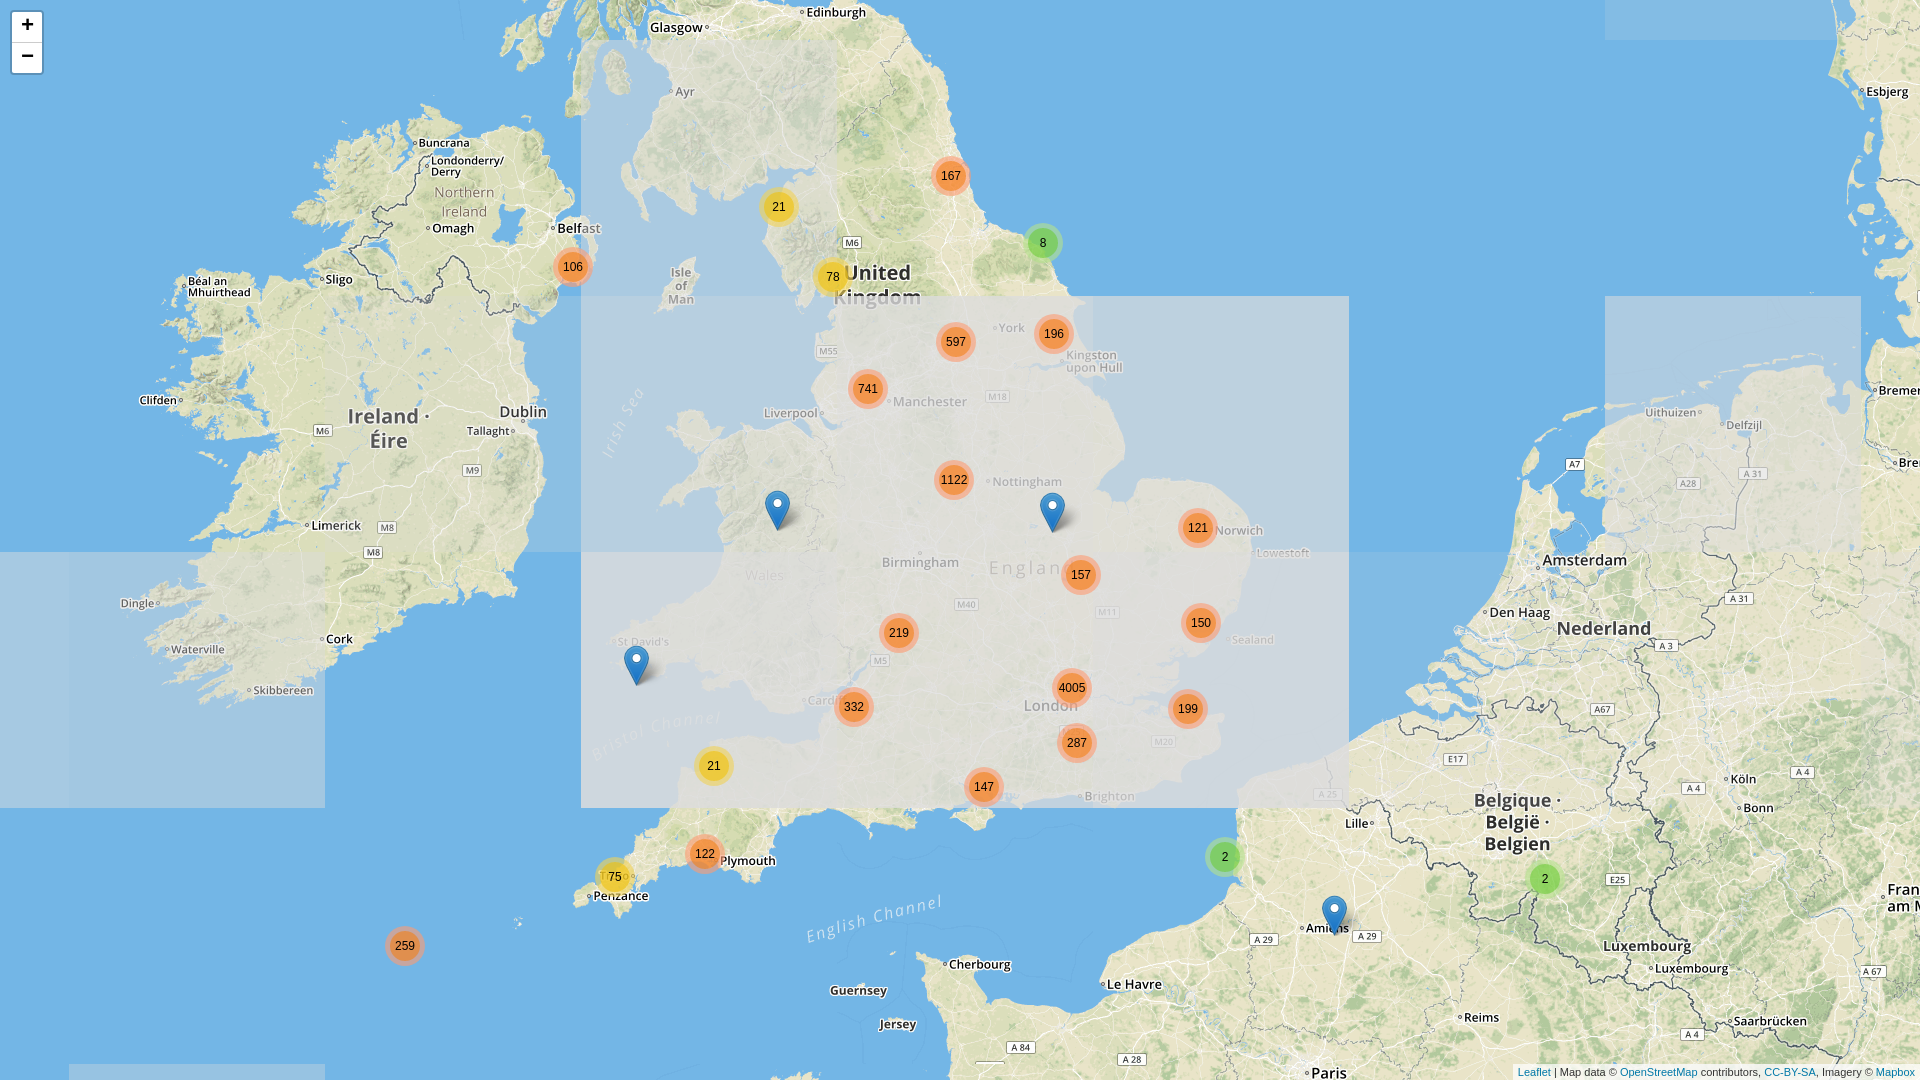 +
−
Glasgow
Edinburgh
Ayr
Esbjerg
Buncrana
Londonderry/
Derry
167
Northern
Ireland
21
Omagh
Belfast
M6
8
106
Isle
of
Man
78
United
Kingdom
Sligo
Béal an
Mhuirthead
York
196
597
M55
Kingston
upon Hull
741
Manchester
M18
Bremer
Clifden
Liverpool
Dublin
Uithuizen
Ireland ·
Éire
M6
Tallaght
Irish Sea
Delfzijl
M9
A7
A 31
Bre
1122
Nottingham
A28
Limerick
M8
121
Norwich
M8
Lowestoft
Birmingham
Amsterdam
Wales
Englan
157
Dingle
M40
M11
A 31
Den Haag
150
Nederland
219
Cork
St David's
Sealand
A 3
Waterville
M5
Skibbereen
4005
Cardiff
332
London
199
A67
Bristol Channel
287
M20
E17
21
A 4
Köln
147
Brighton
A 25
A 4
Belgique ·
België ·
Belgien
Bonn
Lille
122
Plymouth
2
75
2
E25
Penzance
Fran
am M
English Channel
Amiens
A 29
A 29
259
Luxembourg
Cherbourg
Luxembourg
A 67
Le Havre
Guernsey
Reims
Jersey
Saarbrücken
A 4
A 84
A 28
Paris
Leaflet | Map data © OpenStreetMap contributors, CC-BY-SA, Imagery © Mapbox